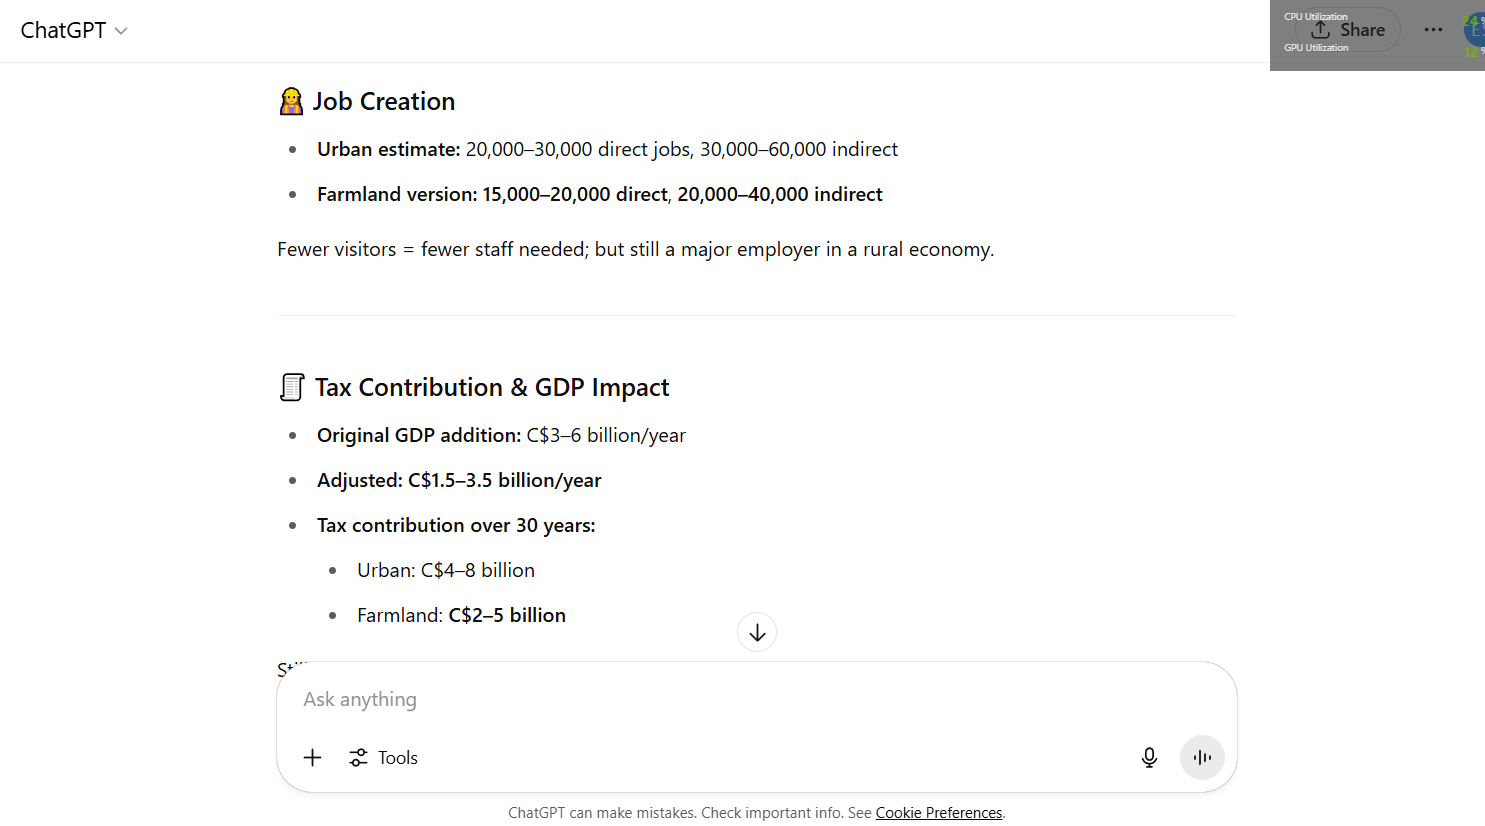 ChatGPT
CPU Utilization
24%
Share
GPU Utilization
12%
Job Creation
Urban estimate: 20,000–30,000 direct jobs, 30,000–60,000 indirect
Farmland version: 15,000–20,000 direct, 20,000–40,000 indirect
Fewer visitors = fewer staff needed; but still a major employer in a rural economy.
Tax Contribution & GDP Impact
Original GDP addition: C$3–6 billion/year
Adjusted: C$1.5–3.5 billion/year
Tax contribution over 30 years:
Urban: C$4–8 billion
Farmland: C$2–5 billion
Ask anything
Tools
ChatGPT can make mistakes. Check important info. See Cookie Preferences.